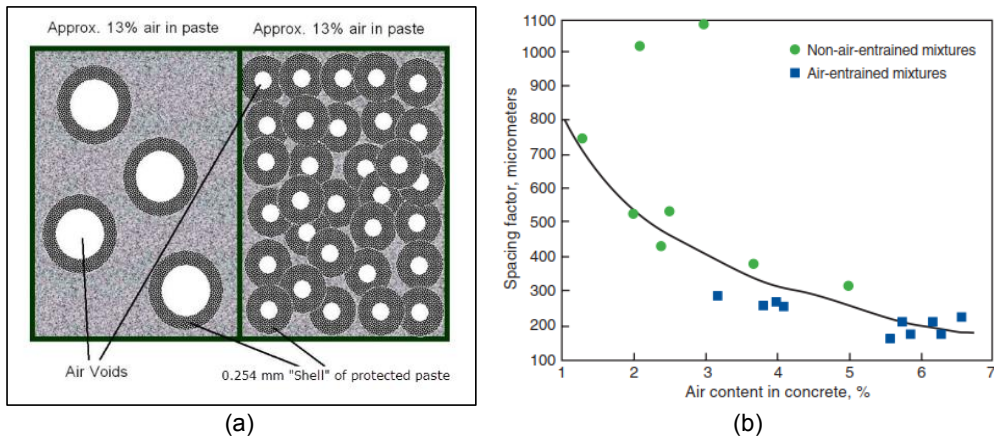 Approx. 13% air in paste
Approx. 13% air in paste
Air Voids
0.254 mm "Shell" of protected paste
(a)
1100
1000
900
800
700
600
500
400
300
200
100
Spacing factor, micrometers
Non-air-entrained mixtures
Air-entrained mixtures
1 2 3 4 5 6 7
Air content in concrete, %
(b)